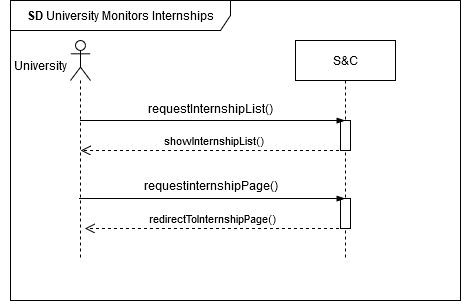 SD University Monitors Internships
University
S&C
requestInternshipList()
showInternshipList()
requestinternshipPage()
redirectToInternshipPage()